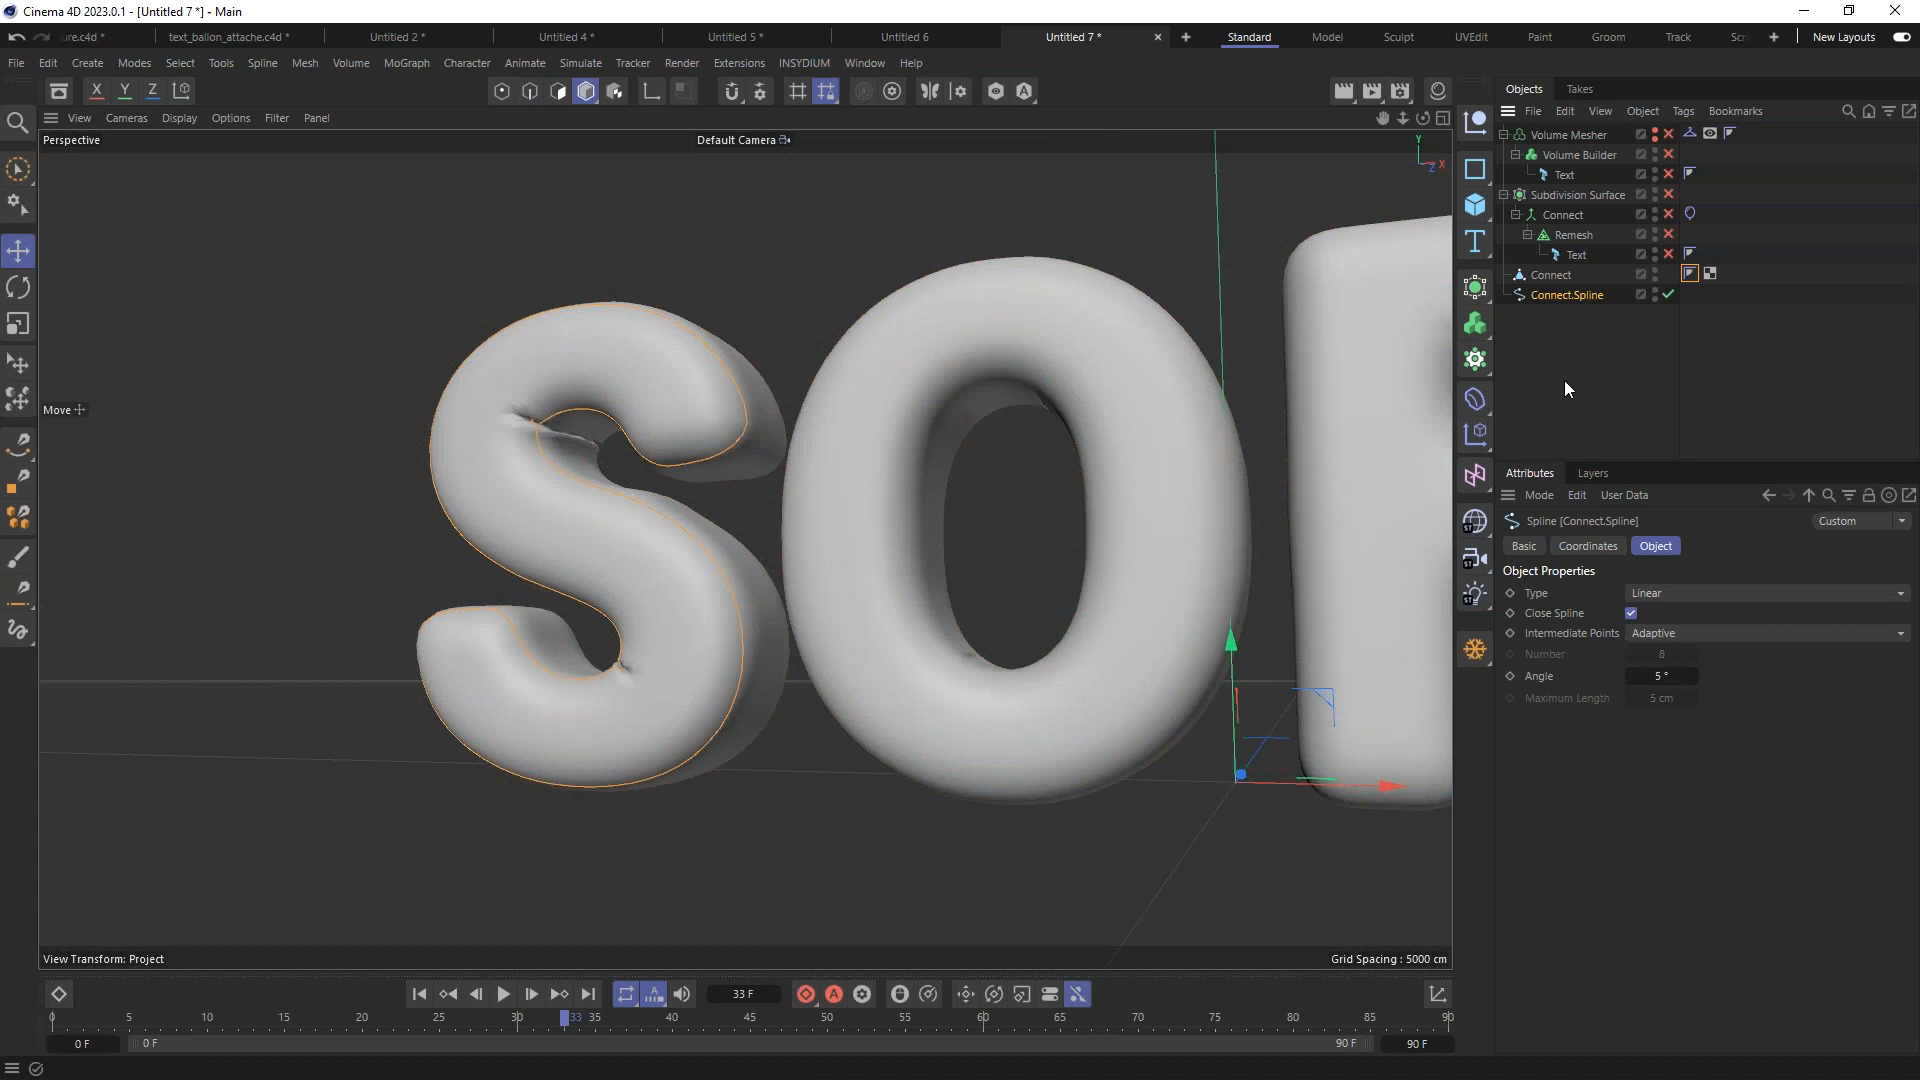 Cinema 4D 2023.0.1 - [Untitled 7 *] - Main
ure.c4d *
text_ballon_attache.c4d *
Untitled 2 *
Untitled 4 *
Untitled 5 *
Untitled 6
Untitled 7 *
Standard
Model
Sculpt
UVEdit
Paint
Groom
Track
Scr
New Layouts
File Edit Create Modes Select Tools Spline Mesh Volume MoGraph Character Animate Simulate Tracker Render Extensions INSYDIUM Window Help
X Y Z
Objects Takes
File Edit View Object Tags Bookmarks
View Cameras Display Options Filter Panel
Perspective
Default Camera
Y
X
Z
Volume Mesher
Volume Builder
Text
Subdivision Surface
Connect
Remesh
Text
Connect
Connect.Spline
Move
SO
Attributes Layers
Mode Edit User Data
Spline [Connect.Spline]
Custom
Basic Coordinates Object
Object Properties
Type Linear
Close Spline
Intermediate Points Adaptive
Number 8
Angle 5 °
Maximum Length 5 cm
ST
ST
ST
View Transform: Project
Grid Spacing : 5000 cm
33 F
0 5 10 15 20 25 30 33 35 40 45 50 55 60 65 70 75 80 85 90
0 F
0 F
90 F
90 F